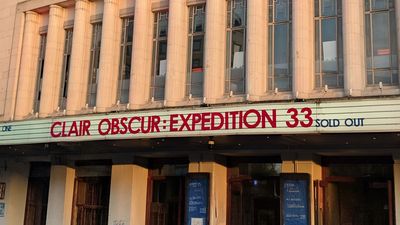 ONE CLAIR OBSCUR: EXPEDITION 33 SOLD OUT